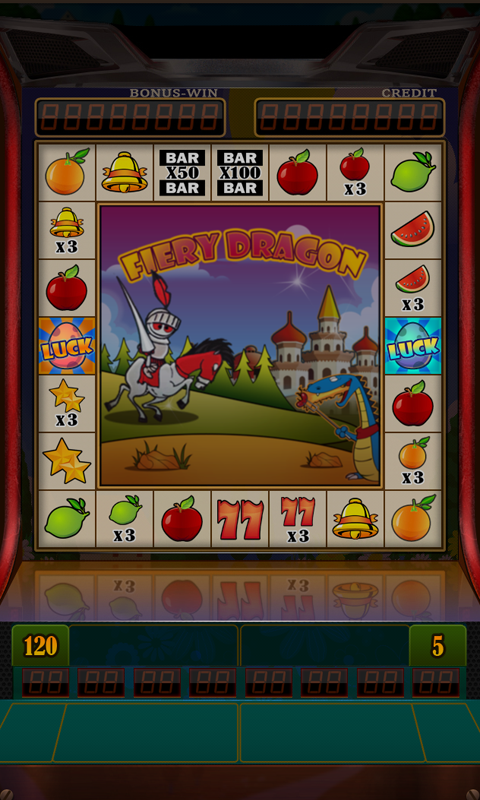 BONUS-WIN CREDIT
BAR BAR
X50 X100
BAR BAR
X3
X3
FIERY DRAGON
X3
LUCK LUCK
X3
X3
77 77
X3 X3
120 5